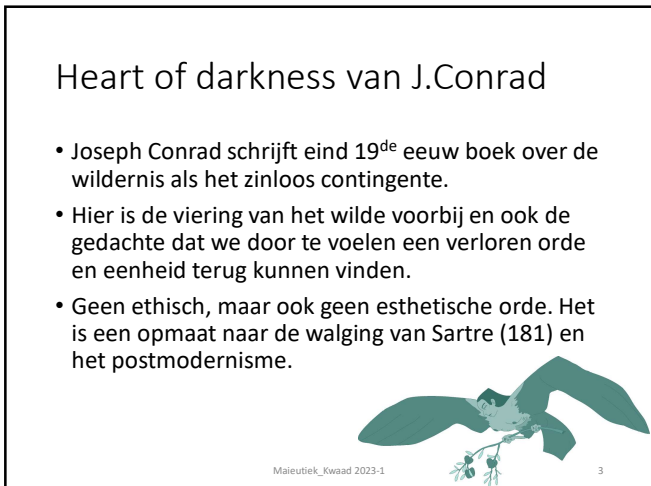 Heart of darkness van J.Conrad
• Joseph Conrad schrijft eind 19de eeuw boek over de
wildernis als het zinloos contingente.
• Hier is de viering van het wilde voorbij en ook de
gedachte dat we door te voelen een verloren orde
en eenheid terug kunnen vinden.
• Geen ethisch, maar ook geen esthetische orde. Het
is een opmaat naar de walging van Sartre (181) en
het postmodernisme.
Maieutiek_Kwaad 2023-1
3